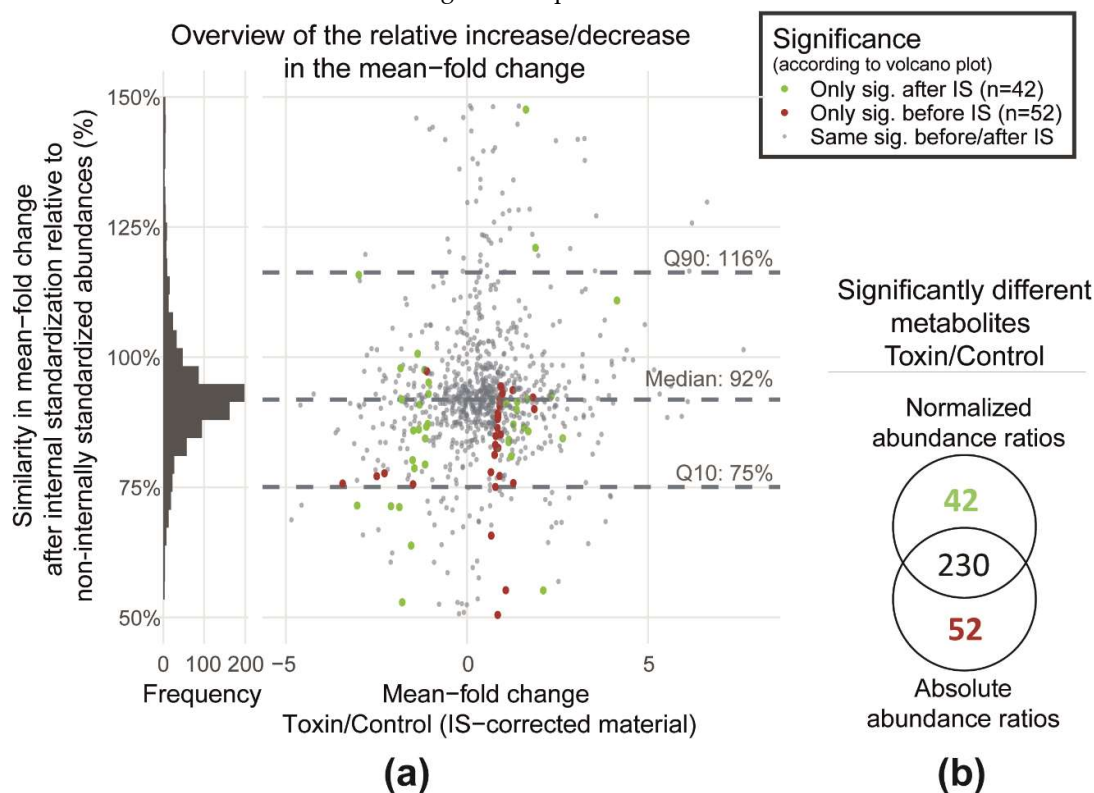 Overview of the relative increase/decrease
in the mean−fold change
Significance
(according to volcano plot)
Only sig. after IS (n=42)
Only sig. before IS (n=52)
Same sig. before/after IS
Similarity in mean−fold change
after internal standardization relative to
non−internally standardized abundances (%)
150%
125%
100%
75%
50%
Q90: 116%
Median: 92%
Q10: 75%
0 100 200
Frequency
−5 0 5
Mean−fold change
Toxin/Control (IS−corrected material)
(a)
Significantly different
metabolites
Toxin/Control
Normalized
abundance ratios
42
230
52
Absolute
abundance ratios
(b)